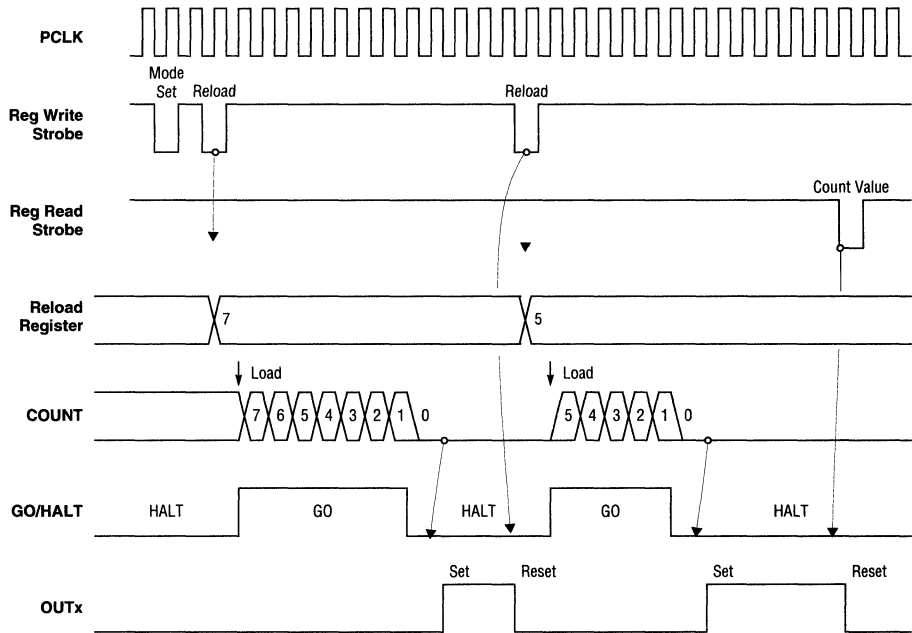 PCLK
Mode
Set
Reload
Reload
Reg Write
Strobe
Count Value
Reg Read
Strobe
Reload
Register
7
5
Load
Load
COUNT
7 6 5 4 3 2 1 0
5 4 3 2 1 0
GO/HALT
HALT
GO
HALT
GO
HALT
Set
Reset
Set
Reset
OUTx